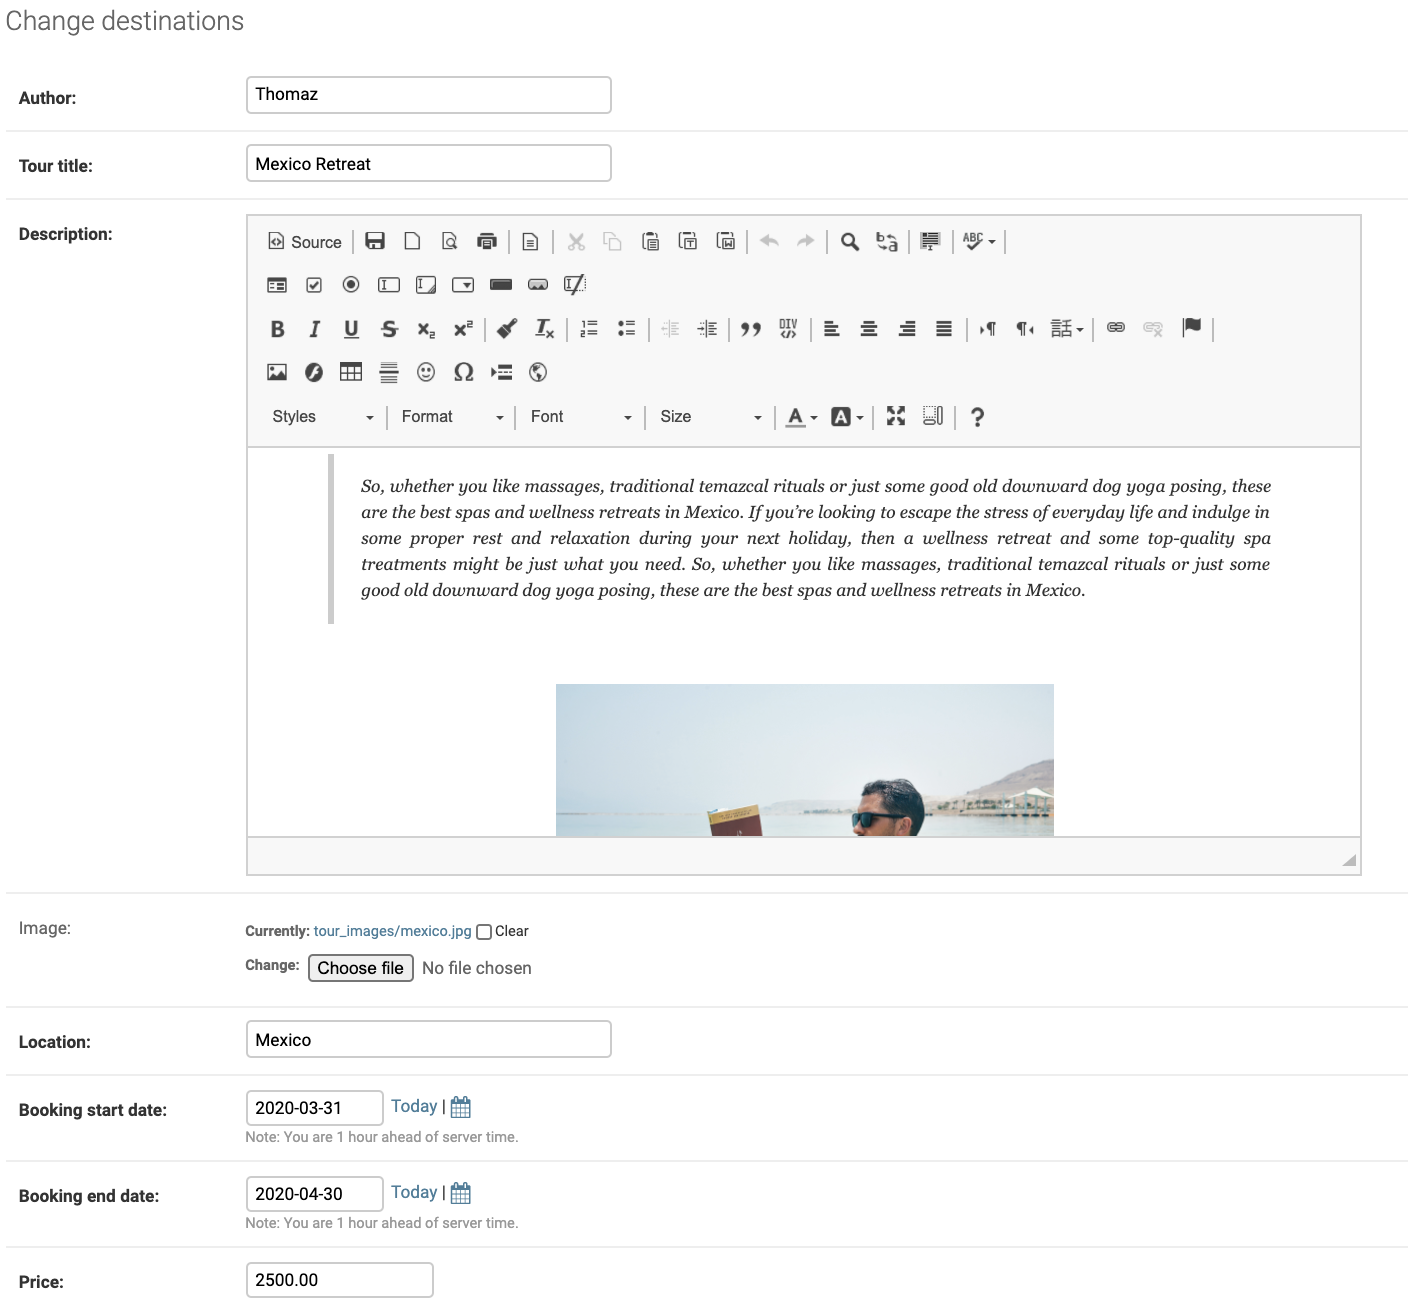 Change destinations
Author:
Thomaz
Tour title:
Mexico Retreat
Description:
Source
ABC
B I U S x₂ x² Tx
DIV
話
Styles Format Font Size A A ?
So, whether you like massages, traditional temazcal rituals or just some good old downward dog yoga posing, these
are the best spas and wellness retreats in Mexico. If you’re looking to escape the stress of everyday life and indulge in
some proper rest and relaxation during your next holiday, then a wellness retreat and some top-quality spa
treatments might be just what you need. So, whether you like massages, traditional temazcal rituals or just some
good old downward dog yoga posing, these are the best spas and wellness retreats in Mexico.
Image:
Currently: tour_images/mexico.jpg Clear
Change: Choose file No file chosen
Location:
Mexico
Booking start date:
2020-03-31 Today |
Note: You are 1 hour ahead of server time.
Booking end date:
2020-04-30 Today |
Note: You are 1 hour ahead of server time.
Price:
2500.00